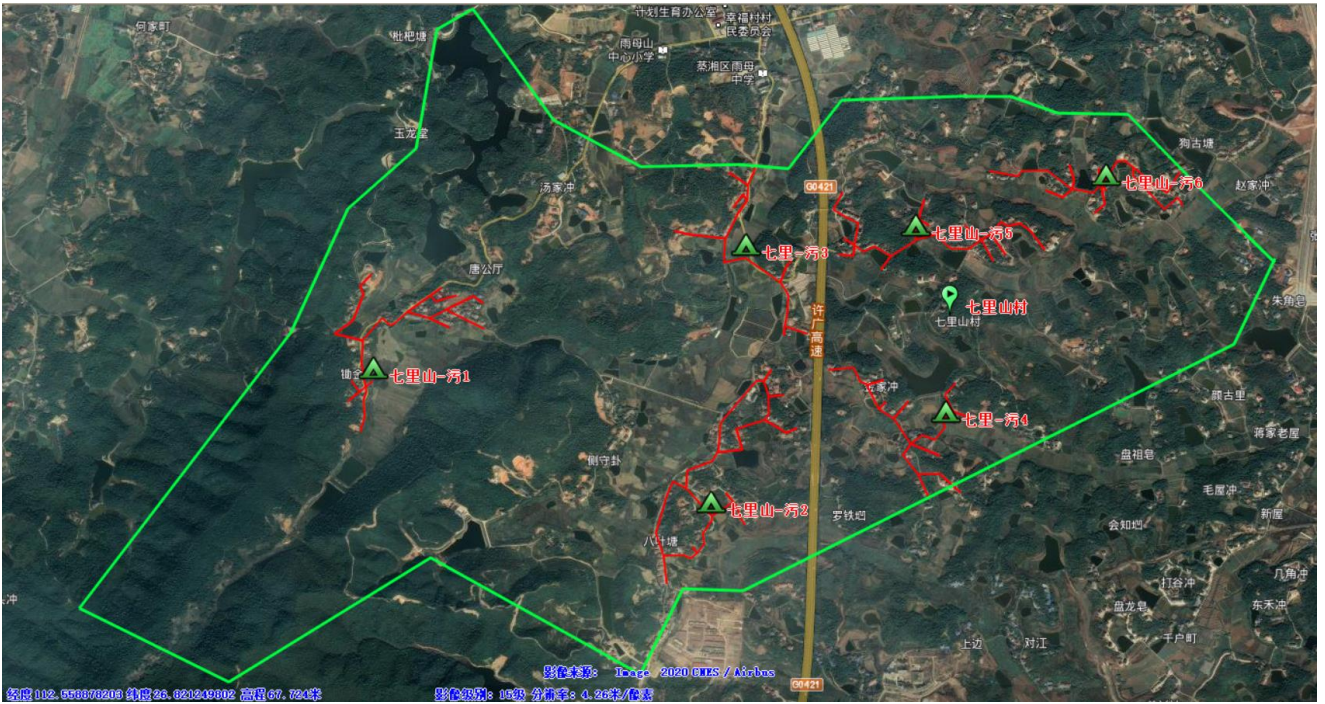 何家町
枇杷塘
计划生育办公室
幸福村村
民委员会
雨母山
中心小学
蒸湘区雨母
中学
玉龙堂
狗古塘
汤家冲
G0421
七里山-污6
赵家冲
七里山-污5
七里-污3
唐公厅
七里山村
七里山村
朱角皂
许广高速
七里山-污1
颜古里
七里-污4
蒋家老屋
侧守卦
盘祖皂
毛屋冲
七里山-污2
罗铁塸
新屋
会知塸
八叶塘
几角冲
打谷冲
盘龙皂
东禾冲
上边
对江
千户町
影像来源: Image 2020 CNES / Airbus
G0421
经度112.558878203 纬度26.821249802 高程67.724米
影像级别: 15级 分辨率: 4.26米/像素